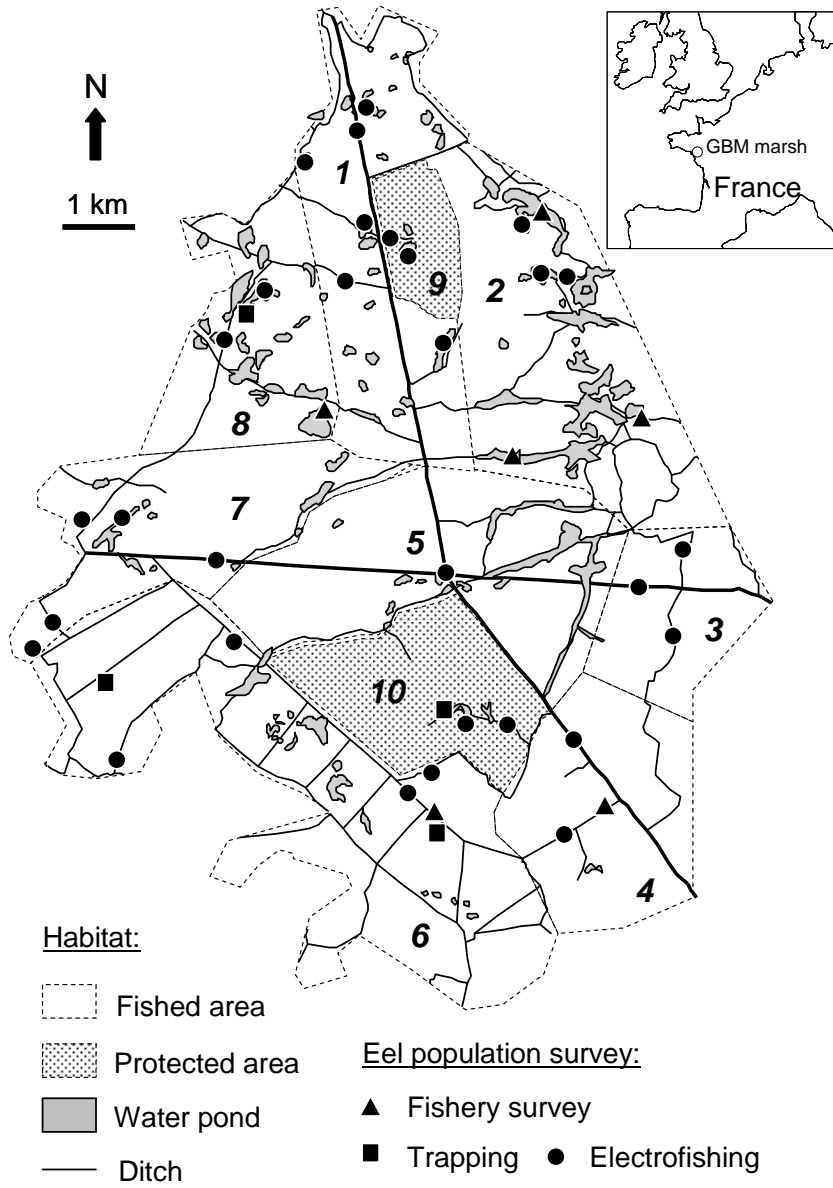 N
1 km
GBM marsh
France
1
9
2
8
7
5
3
10
4
6
Habitat:
Fished area
Protected area
Water pond
Ditch
Eel population survey:
Fishery survey
Trapping
Electrofishing